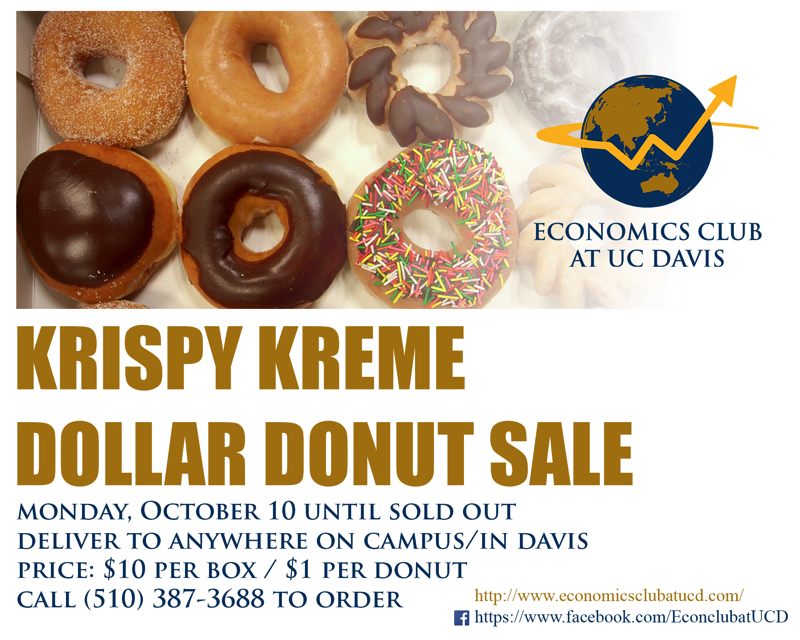 ECONOMICS CLUB
AT UC DAVIS
KRISPY KREME
DOLLAR DONUT SALE
MONDAY, OCTOBER 10 UNTIL SOLD OUT
DELIVER TO ANYWHERE ON CAMPUS/IN DAVIS
PRICE: $10 PER BOX / $1 PER DONUT
CALL (510) 387-3688 TO ORDER
http://www.economicsclubatucd.com/
https://www.facebook.com/EconclubatUCD